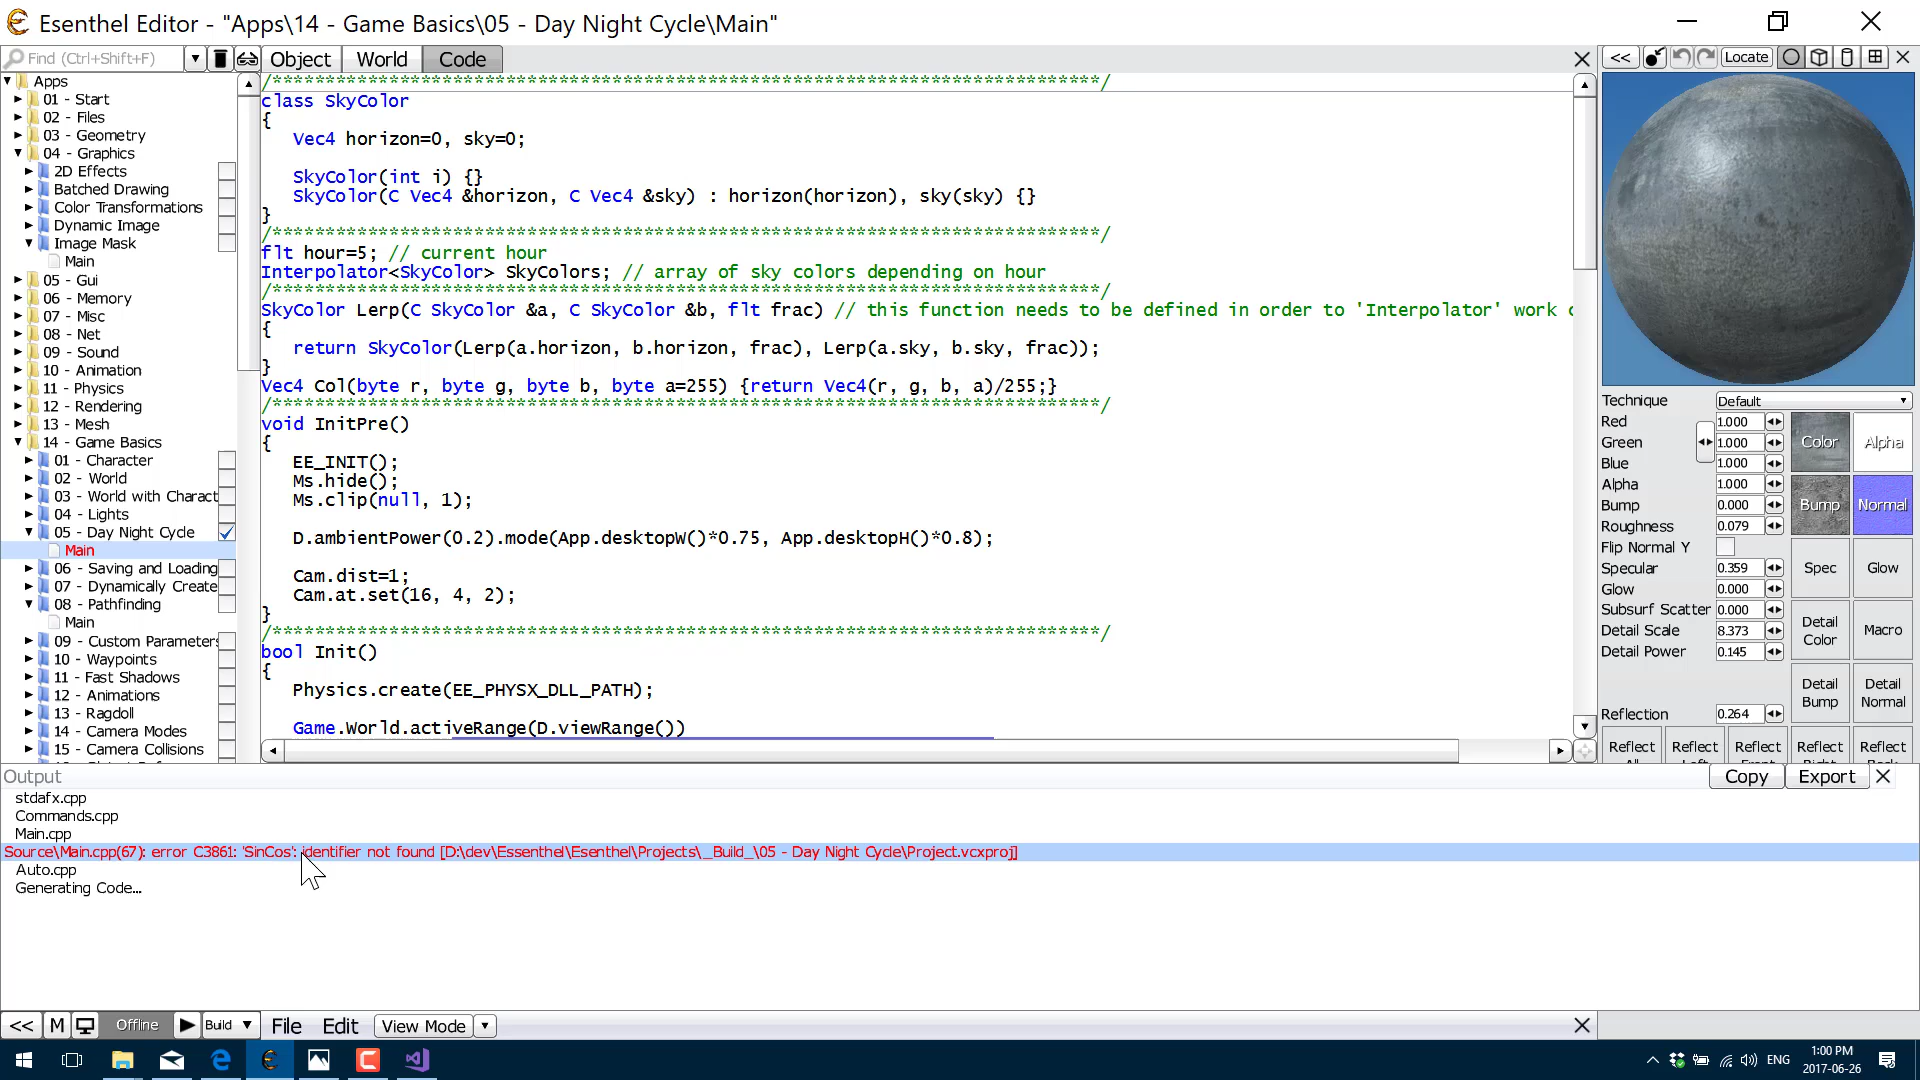 Esenthel Editor - "Apps\14 - Game Basics\05 - Day Night Cycle\Main"
Find (Ctrl+Shift+F)
Object World Code
<< Locate
Apps
01 - Start
02 - Files
03 - Geometry
04 - Graphics
2D Effects
Batched Drawing
Color Transformations
Dynamic Image
Image Mask
Main
05 - Gui
06 - Memory
07 - Misc
08 - Net
09 - Sound
10 - Animation
11 - Physics
12 - Rendering
13 - Mesh
14 - Game Basics
01 - Character
02 - World
03 - World with Charact
04 - Lights
05 - Day Night Cycle
Main
06 - Saving and Loading
07 - Dynamically Create
08 - Pathfinding
Main
09 - Custom Parameters
10 - Waypoints
11 - Fast Shadows
12 - Animations
13 - Ragdoll
14 - Camera Modes
15 - Camera Collisions
/******************************************************************************/
class SkyColor
{
Vec4 horizon=0, sky=0;
SkyColor(int i) {}
SkyColor(C Vec4 &horizon, C Vec4 &sky) : horizon(horizon), sky(sky) {}
}
/******************************************************************************/
flt hour=5; // current hour
Interpolator<SkyColor> SkyColors; // array of sky colors depending on hour
/******************************************************************************/
SkyColor Lerp(C SkyColor &a, C SkyColor &b, flt frac) // this function needs to be defined in order to 'Interpolator' work
{
return SkyColor(Lerp(a.horizon, b.horizon, frac), Lerp(a.sky, b.sky, frac));
}
Vec4 Col(byte r, byte g, byte b, byte a=255) {return Vec4(r, g, b, a)/255;}
/******************************************************************************/
void InitPre()
{
EE_INIT();
Ms.hide();
Ms.clip(null, 1);
D.ambientPower(0.2).mode(App.desktopW()*0.75, App.desktopH()*0.8);
Cam.dist=1;
Cam.at.set(16, 4, 2);
}
/******************************************************************************/
bool Init()
{
Physics.create(EE_PHYSX_DLL_PATH);
Game.World.activeRange(D.viewRange())
Technique Default
Red 1.000
Green 1.000
Blue 1.000
Alpha 1.000
Bump 0.000
Roughness 0.079
Flip Normal Y
Specular 0.359
Glow 0.000
Subsurf Scatter 0.000
Detail Scale 8.373
Detail Power 0.145
Reflection 0.264
Color Alpha
Bump Normal
Spec Glow
Detail Color Macro
Detail Bump Detail Normal
Reflect Reflect Reflect Reflect Reflect
Output
Copy Export
stdafx.cpp
Commands.cpp
Main.cpp
Source\Main.cpp(67): error C3861: 'SinCos': identifier not found [D:\dev\Essenthel\Esenthel\Projects\_Build_\05 - Day Night Cycle\Project.vcxproj]
Auto.cpp
Generating Code...
<< M Offline Build File Edit View Mode
ENG
1:00 PM
2017-06-26